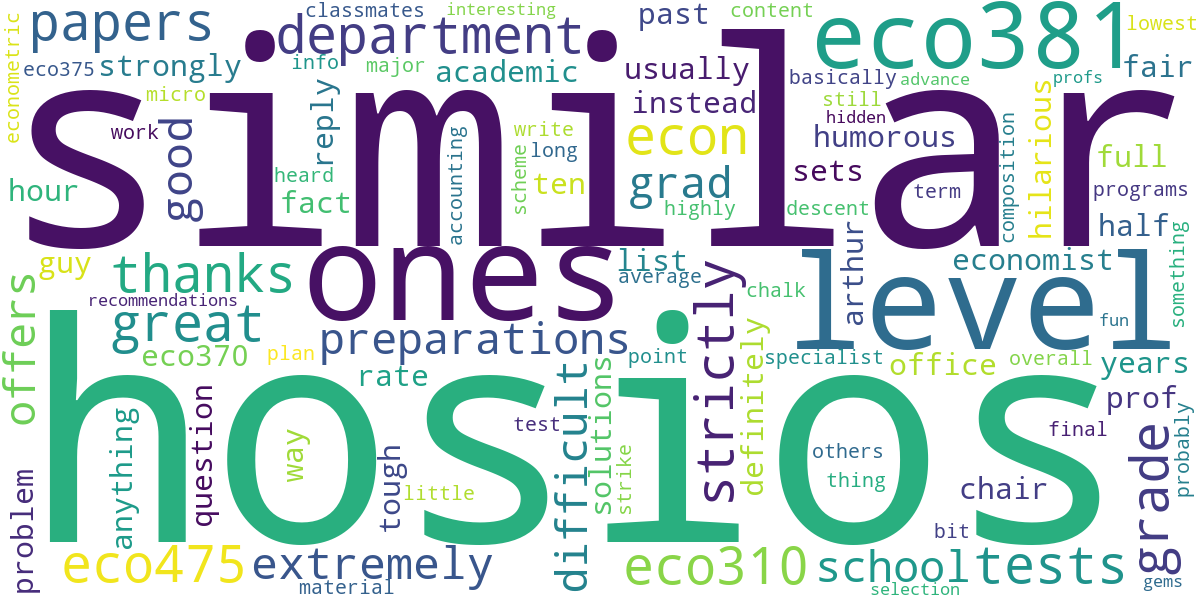 classmates
interesting
past
content
papers
department
eco381
lowest
econometric
eco375
strongly
info
major
academic
usually
basically
advance
profs
fair
micro
similar
instead
still
hidden
humorous
hilarious
work
good
reply
accounting
scheme
write
long
econ
composition
full
hour
heard
fact
ten
grad
highly
sets
descent
term
programs
half
guy
thanks
ones
list
average
strictly
chalk
arthur
level
economist
something
recommendations
offers
great
preparations
fun
eco370
plan
point
specialist
office
overall
years
rate
hosios
difficult
solutions
definitely
prof
question
way
anything
tough
test
little
strike
others
thing
final
grade
probably
problem
chair
bit
eco475
extremely
eco310
school
tests
material
selection
gems